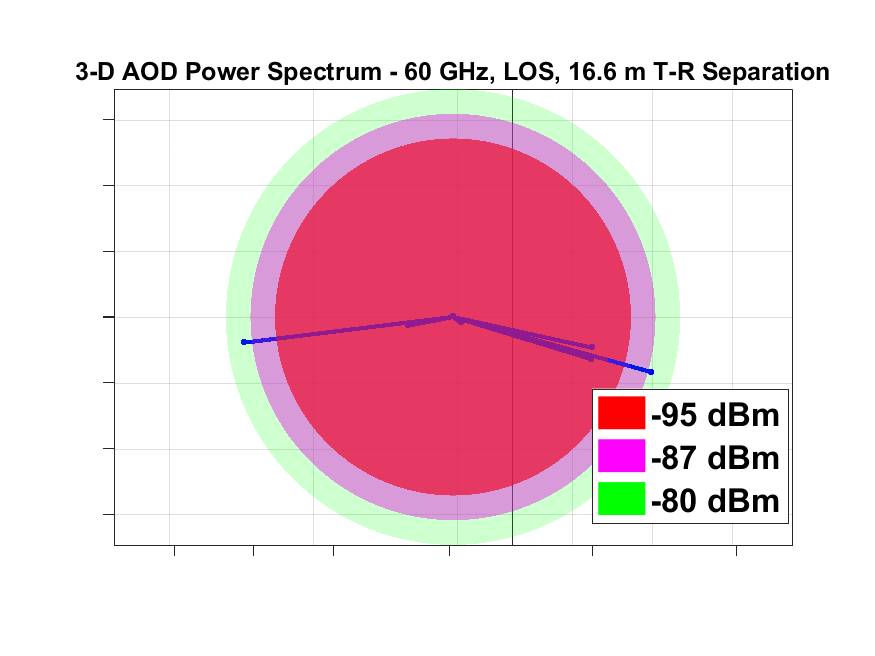 3-D AOD Power Spectrum - 60 GHz, LOS, 16.6 m T-R Separation
-95 dBm
-87 dBm
-80 dBm